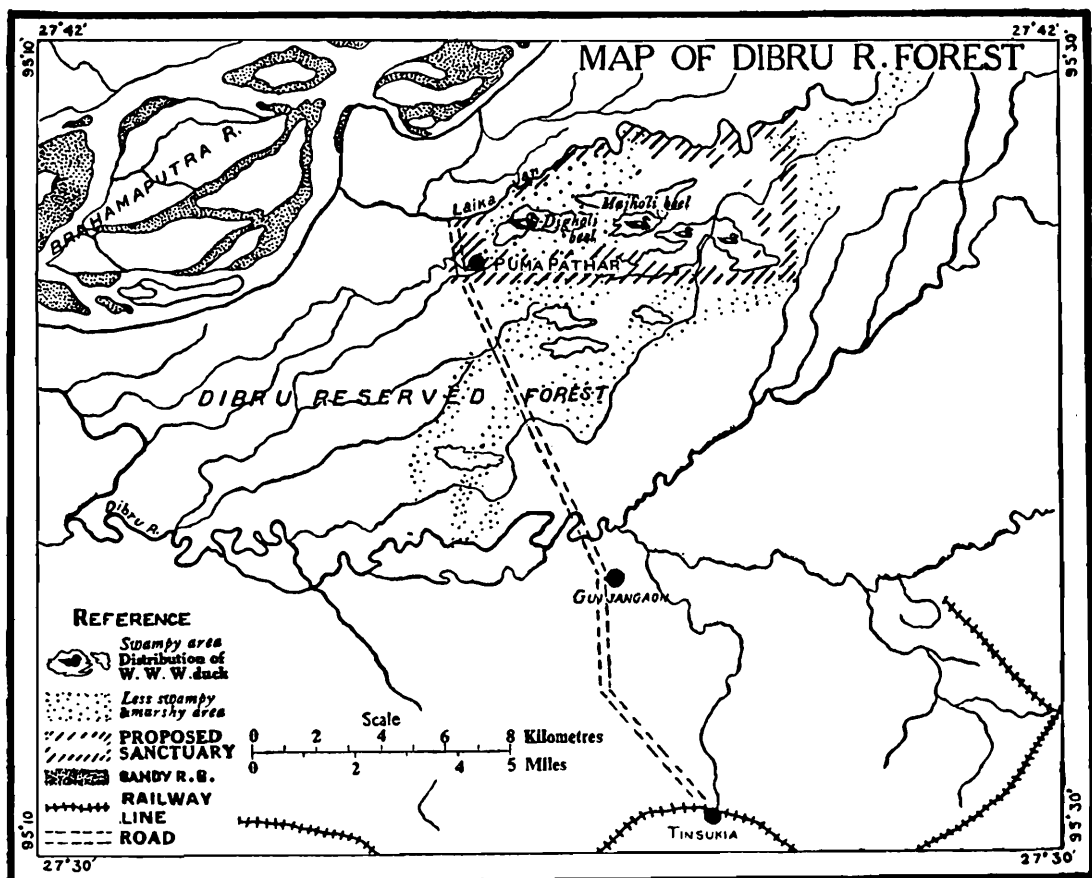 27°42'
27°42'
95°10'
95°30'
MAP OF DIBRU R. FOREST
BRAHAMAPUTRA R.
Laika Jan
Majholi beel
Digholi
beel
PUMA PATHAR
DIBRU RESERVED FOREST
Dibru R.
GUIJANGAON
REFERENCE
Swampy area
Distribution of
W. W. W. duck
Less swampy
& marshy area
PROPOSED
SANCTUARY
SANDY R.B.
RAILWAY
LINE
ROAD
Scale
0 2 4 6 8 Kilometres
0 2 4 5 Miles
TINSUKIA
95°10
95°30
27°30'
27°30'